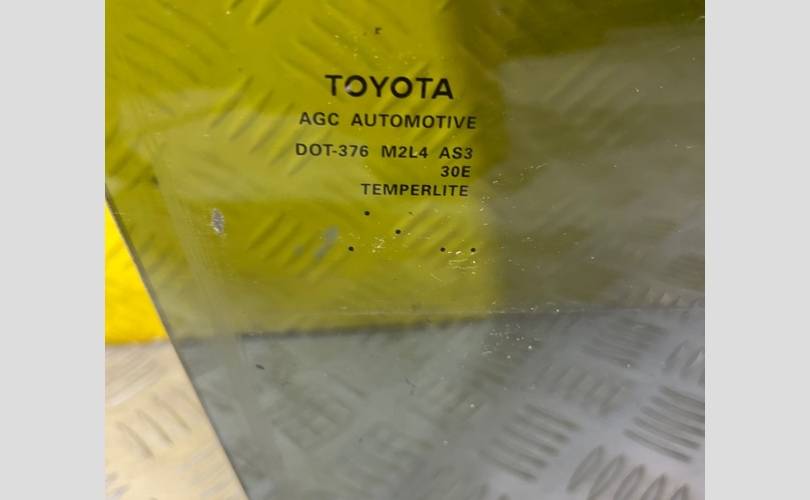 TOYOTA
AGC AUTOMOTIVE
DOT-376 M2L4 AS3
30E
TEMPERLITE